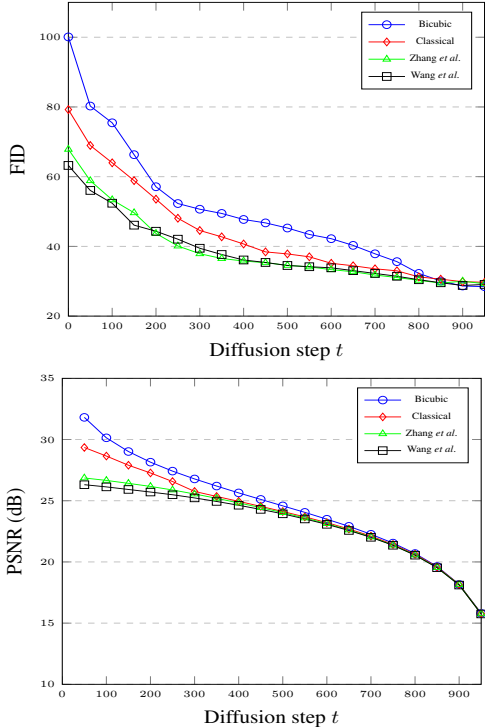 100
80
60
40
20
FID
0
100
200
300
400
500
600
700
800
900
Diffusion step t
Bicubic
Classical
Zhang et al.
Wang et al.
35
30
25
20
15
10
PSNR (dB)
0
100
200
300
400
500
600
700
800
900
Diffusion step t
Bicubic
Classical
Zhang et al.
Wang et al.